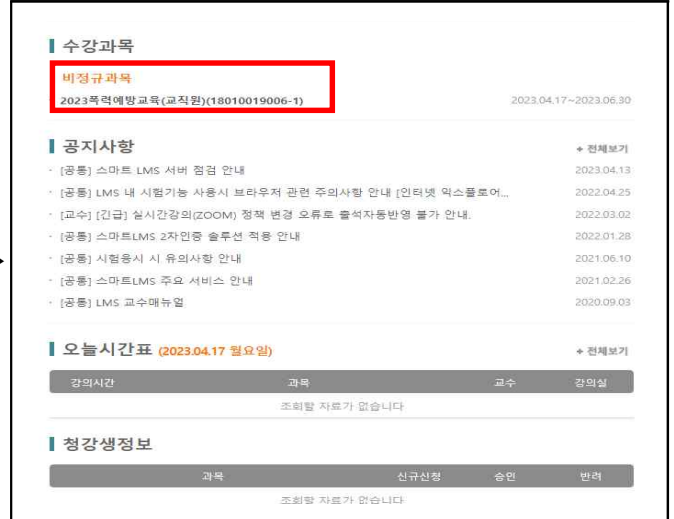 수강과목
비정규과목
2023폭력예방교육(교직원)(18010019006-1) 2023.04.17~2023.06.30
공지사항 + 전체보기
· [공통] 스마트 LMS 서버 점검 안내 2023.04.13
· [공통] LMS 내 시험기능 사용시 브라우저 관련 주의사항 안내 [인터넷 익스플로어... 2022.04.25
· [교수] [긴급] 실시간강의(ZOOM) 정책 변경 오류로 출석자동반영 불가 안내. 2022.03.02
· [공통] 스마트LMS 2차인증 솔루션 적용 안내 2022.01.28
· [공통] 시험응시 시 유의사항 안내 2021.06.10
· [공통] 스마트LMS 주요 서비스 안내 2021.02.26
· [공통] LMS 교수매뉴얼 2020.09.03
오늘시간표 (2023.04.17 월요일) + 전체보기
강의시간 과목 교수 강의실
조회할 자료가 없습니다
청강생정보
과목 신규신청 승인 반려
조회할 자료가 없습니다